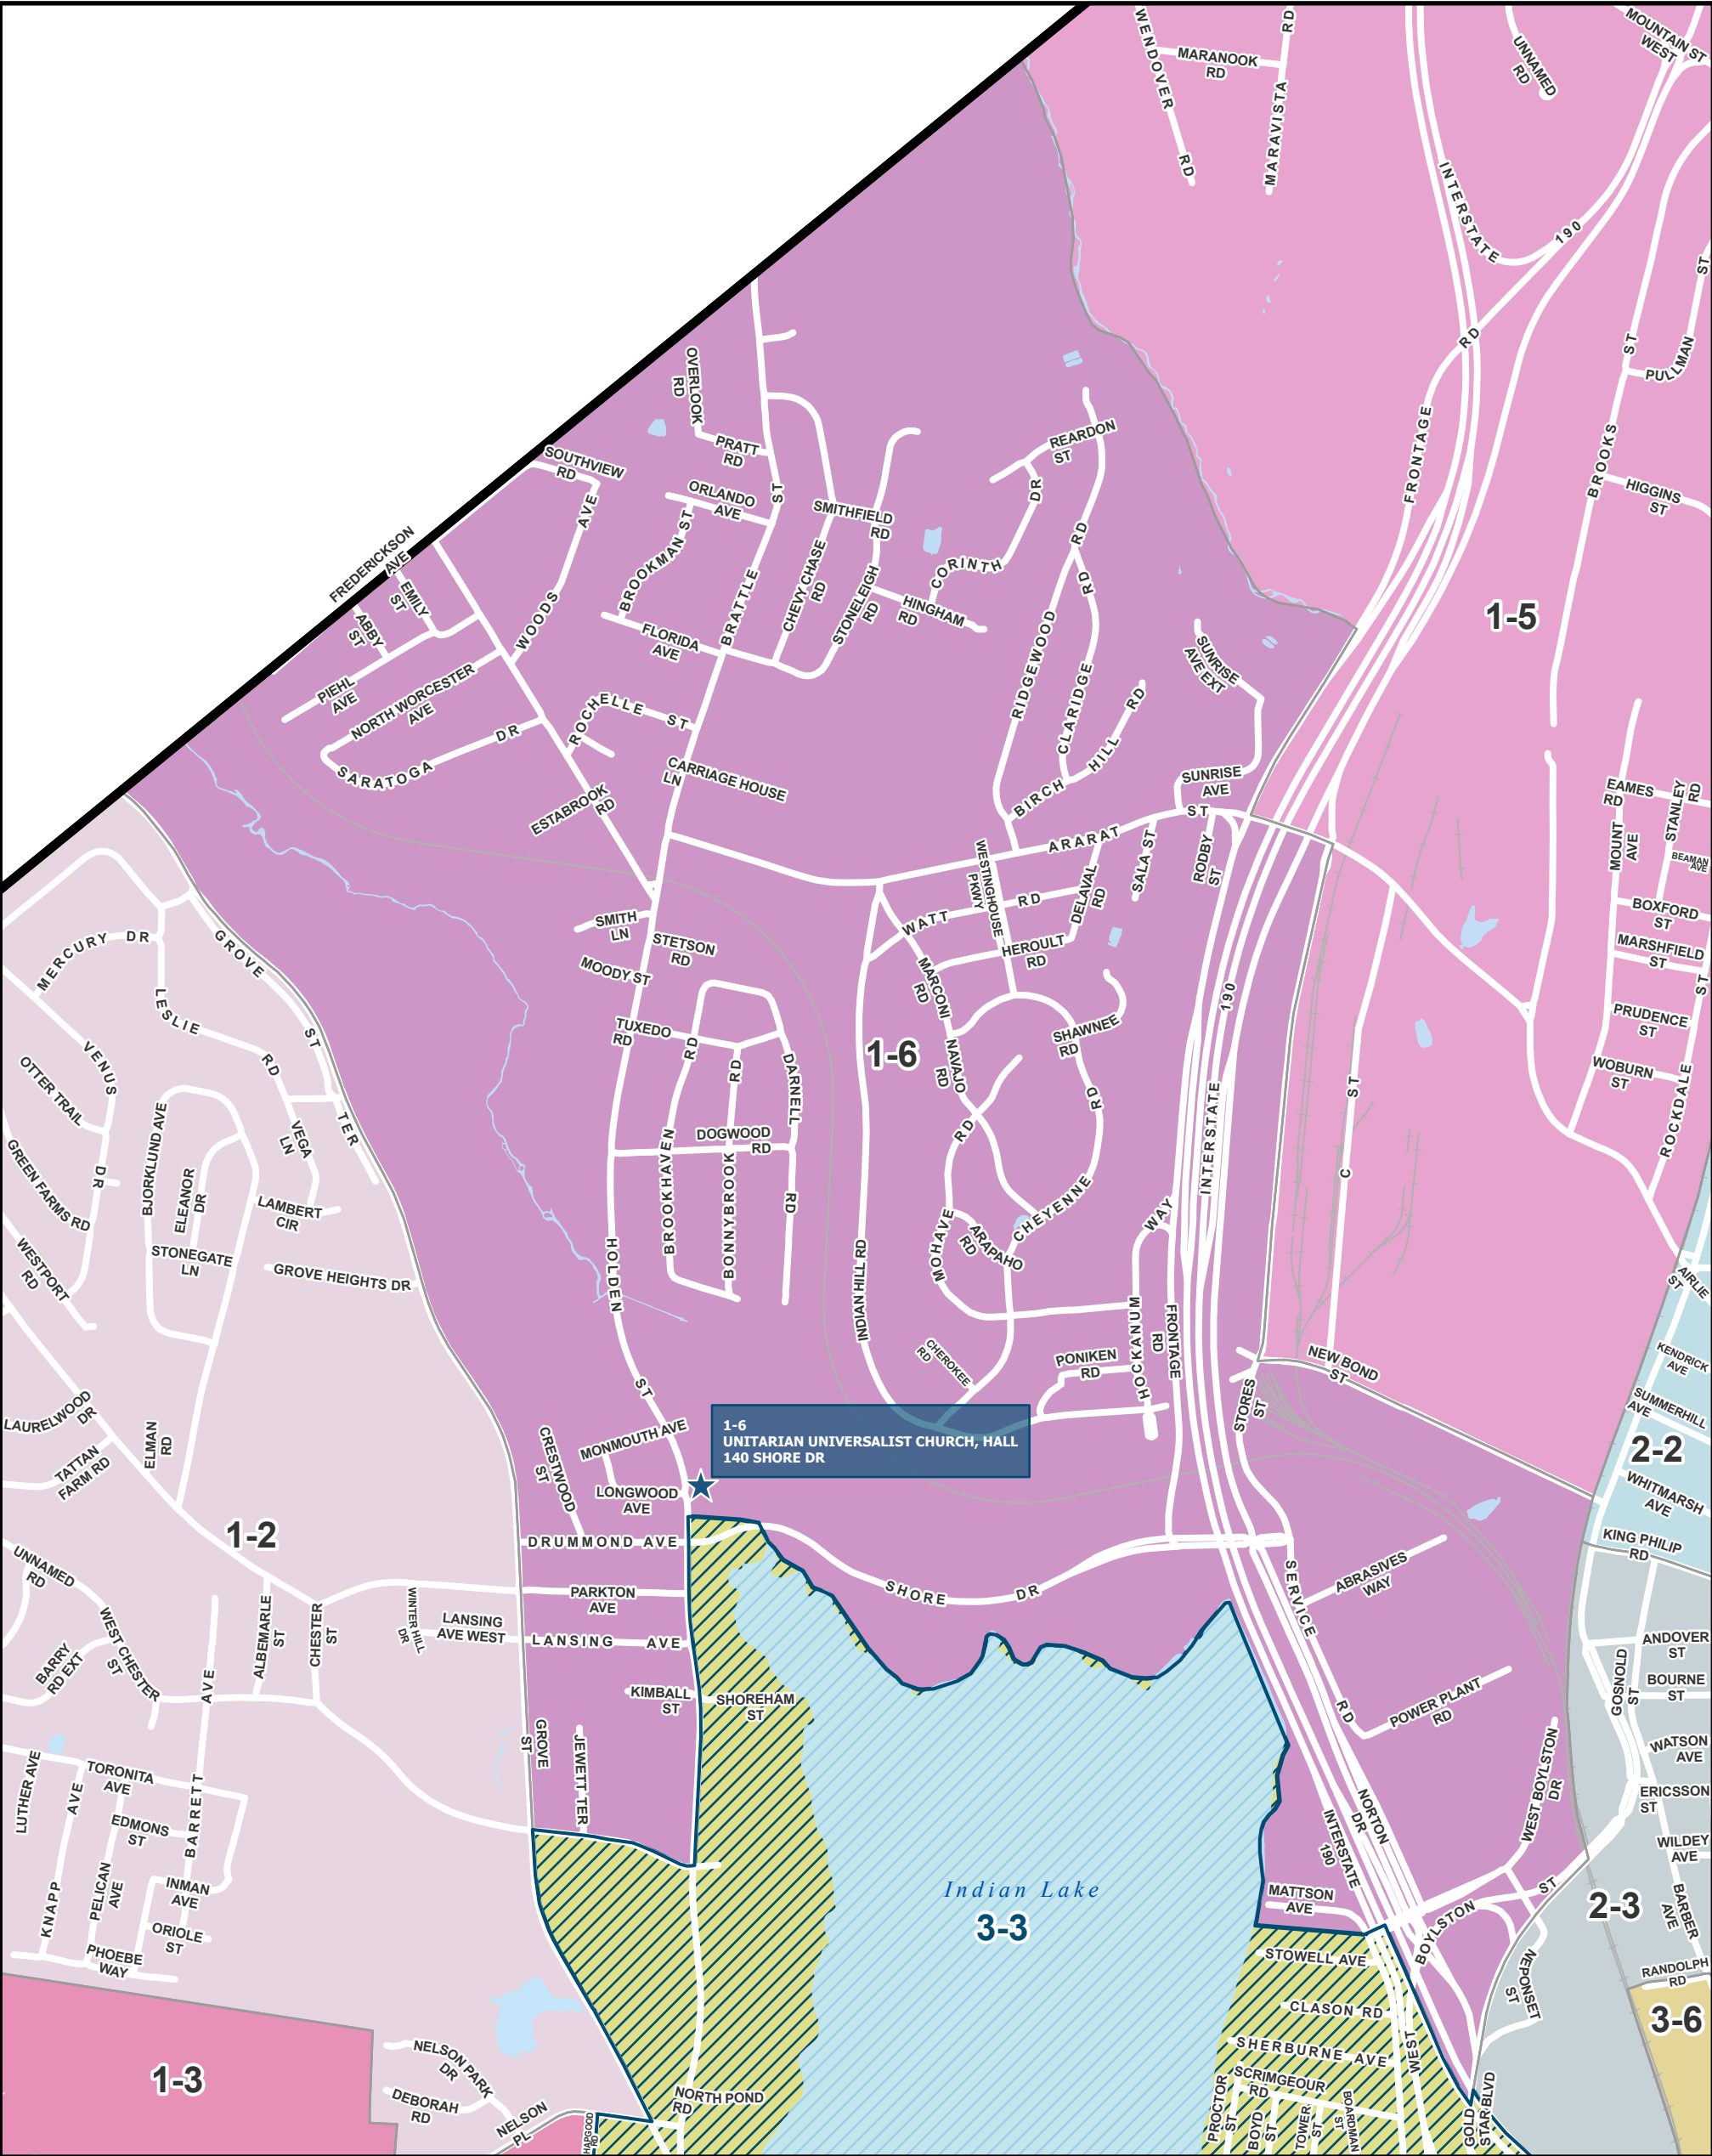 WENDOVER
RD
MARANOOK
RD
MARAVISTA
RD
UNNAMED
RD
MOUNTAIN ST
WEST
INTERSTATE
190
RD
FRONTAGE
ST
BROOKS
PULLMAN
ST
HIGGINS
ST
1-5
OVERLOOK
RD
PRATT
RD
SOUTHVIEW
RD
ORLANDO
AVE
ST
BRATTLE
AVE
WOODS
BROOKMAN ST
SMITHFIELD
RD
CHEVY CHASE
RD
STONELEIGH
RD
REARDON
ST
DR
CORINTH
HINGHAM
RD
RD
RD
RIDGEWOOD
CLARIDGE
FREDERICKSON
AVE
EMILY
ST
ABBY
ST
FLORIDA
AVE
SUNRISE
AVE EXT
PIEHL
AVE
NORTH WORCESTER
AVE
SARATOGA
DR
ROCHELLE ST
CARRIAGE HOUSE
LN
ESTABROOK
RD
BIRCH HILL RD
SUNRISE
AVE
ARARAT
ST
EAMES
RD
STANLEY
RD
MOUNT
AVE
BEAMAN
AVE
BOXFORD
ST
MARSHFIELD
ST
PRUDENCE
ST
WOBURN
ST
ROCKDALE
ST
WESTINGHOUSE
PKWY
SALA ST
RODBY
ST
DELAVAL
RD
WATT
RD
HEROULT
RD
MARCONI
RD
SMITH
LN
STETSON
RD
MOODY ST
TUXEDO
RD
RD
RD
DARNELL
RD
DOGWOOD
RD
BROOKHAVEN
BONNYBROOK
HOLDEN
ST
1-6
NAVAJO
RD
SHAWNEE
RD
RD
RD
CHEYENNE
MOHAVE
ARAPAHO
RD
INDIAN HILL RD
CHEROKEE
RD
PONIKEN
RD
HOCKANUM
RD
WAY
FRONTAGE
INTERSTATE
190
C
ST
NEW BOND
ST
STORES
ST
MERCURY DR
GROVE
ST
TER
LESLIE
RD
VENUS
DR
OTTER TRAIL
GREEN FARMS RD
BJORKLUND AVE
ELEANOR
DR
VEGA
LN
LAMBERT
CIR
STONEGATE
LN
GROVE HEIGHTS DR
WESTPORT
RD
LAURELWOOD
DR
TATTAN
FARM RD
ELMAN
RD
1-2
UNNAMED
RD
WEST CHESTER
ST
BARRY
RD EXT
AVE
BARRETT
ALBEMARLE
ST
CHESTER
ST
WINTER HILL
DR
LANSING
AVE WEST
LUTHER AVE
TORONITA
AVE
AVE
KNAPP
EDMONS
ST
PELICAN
AVE
INMAN
AVE
ORIOLE
ST
PHOEBE
WAY
1-3
NELSON PARK
DR
DEBORAH
RD
NELSON
PL
HAPGOOD
RD
CRESTWOOD
ST
MONMOUTH AVE
1-6
UNITARIAN UNIVERSALIST CHURCH, HALL
140 SHORE DR
LONGWOOD
AVE
DRUMMOND AVE
PARKTON
AVE
LANSING AVE
KIMBALL
ST
SHOREHAM
ST
GROVE
ST
JEWETT TER
SHORE DR
Indian Lake
3-3
NORTH POND
RD
SERVICE
RD
ABRASIVES
WAY
POWER PLANT
RD
WEST BOYLSTON
DR
NORTON
DR
INTERSTATE
190
MATTSON
AVE
BOYLSTON
ST
WEST
STOWELL AVE
CLASON RD
SHERBURNE AVE
SCRIMGEOUR
RD
PROCTOR
ST
BOYD
ST
TOWER
ST
BOARDMAN
ST
GOLD
STAR BLVD
NEPONSET
ST
AIRLIE
ST
KENDRICK
AVE
SUMMERHILL
AVE
2-2
WHITMARSH
AVE
KING PHILIP
RD
ANDOVER
ST
GOSNOLD
ST
BOURNE
ST
WATSON
AVE
ERICSSON
ST
WILDEY
AVE
2-3
BARBER
AVE
RANDOLPH
RD
3-6